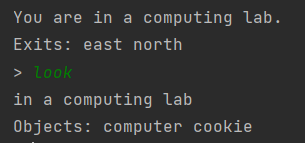 You are in a computing lab.
Exits: east north
> look
in a computing lab
Objects: computer cookie